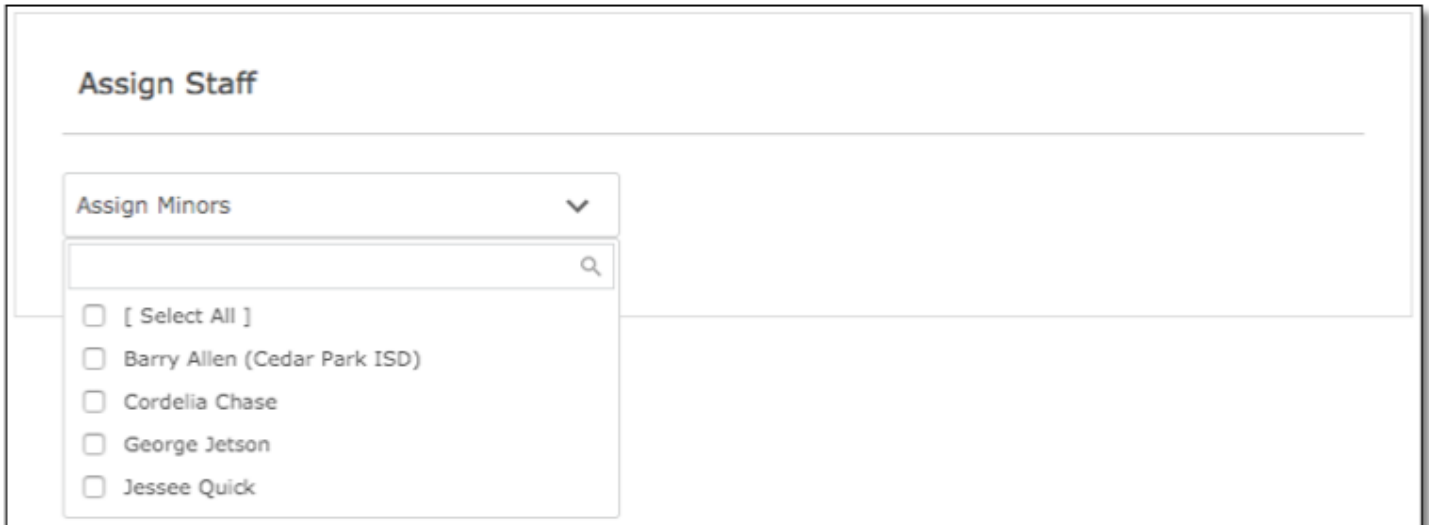 Assign Staff
Assign Minors
[ Select All ]
Barry Allen (Cedar Park ISD)
Cordelia Chase
George Jetson
Jessee Quick